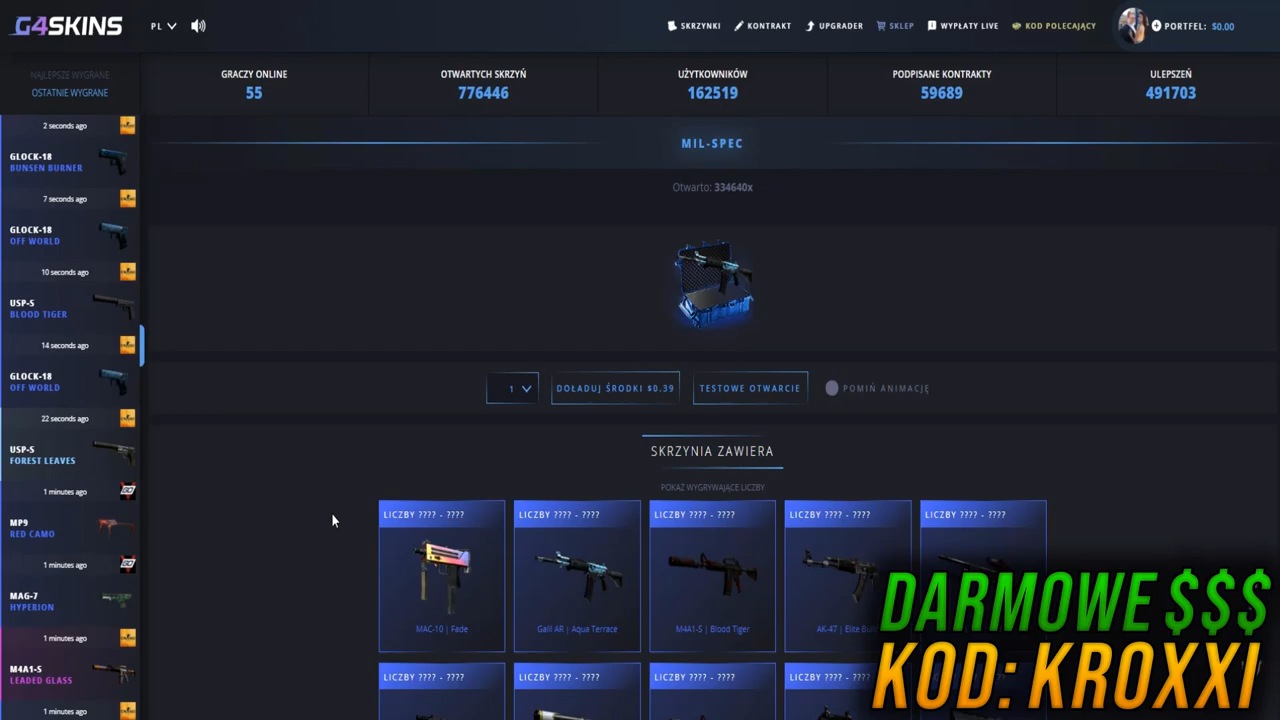 G4SKINS
PL
SKRZYNKI
KONTRAKT
UPGRADER
SKLEP
WYPŁATY LIVE
KOD POLECAJĄCY
PORTFEL: $0.00
NAJLEPSZE WYGRANE
OSTATNIE WYGRANE
GRACZY ONLINE
55
OTWARTYCH SKRZYŃ
776446
UŻYTKOWNIKÓW
162519
PODPISANE KONTRAKTY
59689
ULEPSZEŃ
491703
2 seconds ago
GLOCK-18
BUNSEN BURNER
7 seconds ago
GLOCK-18
OFF WORLD
10 seconds ago
USP-S
BLOOD TIGER
14 seconds ago
GLOCK-18
OFF WORLD
22 seconds ago
USP-S
FOREST LEAVES
1 minutes ago
MP9
RED CAMO
1 minutes ago
MAG-7
HYPERION
1 minutes ago
M4A1-S
LEADED GLASS
1 minutes ago
MIL-SPEC
Otwarto: 334640x
1
DOŁADUJ ŚRODKI $0.39
TESTOWE OTWARCIE
POMIŃ ANIMACJĘ
SKRZYNIA ZAWIERA
POKAŻ WYGRYWAJĄCE LICZBY
LICZBY ???? - ????
LICZBY ???? - ????
LICZBY ???? - ????
LICZBY ???? - ????
LICZBY ???? - ????
MAC-10 | Fade
Galil AR | Aqua Terrace
M4A1-S | Blood Tiger
AK-47 | Elite
LICZBY ???? - ????
LICZBY ???? - ????
LICZBY ???? - ????
LICZBY
DARMOWE $$$
KOD: KROXXI